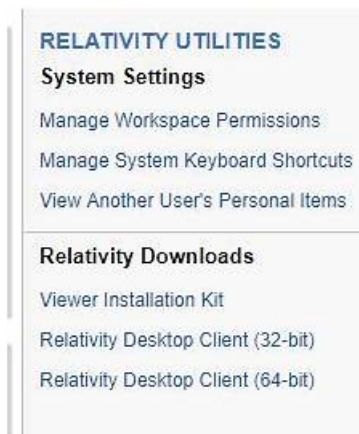 RELATIVITY UTILITIES
System Settings
Manage Workspace Permissions
Manage System Keyboard Shortcuts
View Another User's Personal Items
Relativity Downloads
Viewer Installation Kit
Relativity Desktop Client (32-bit)
Relativity Desktop Client (64-bit)